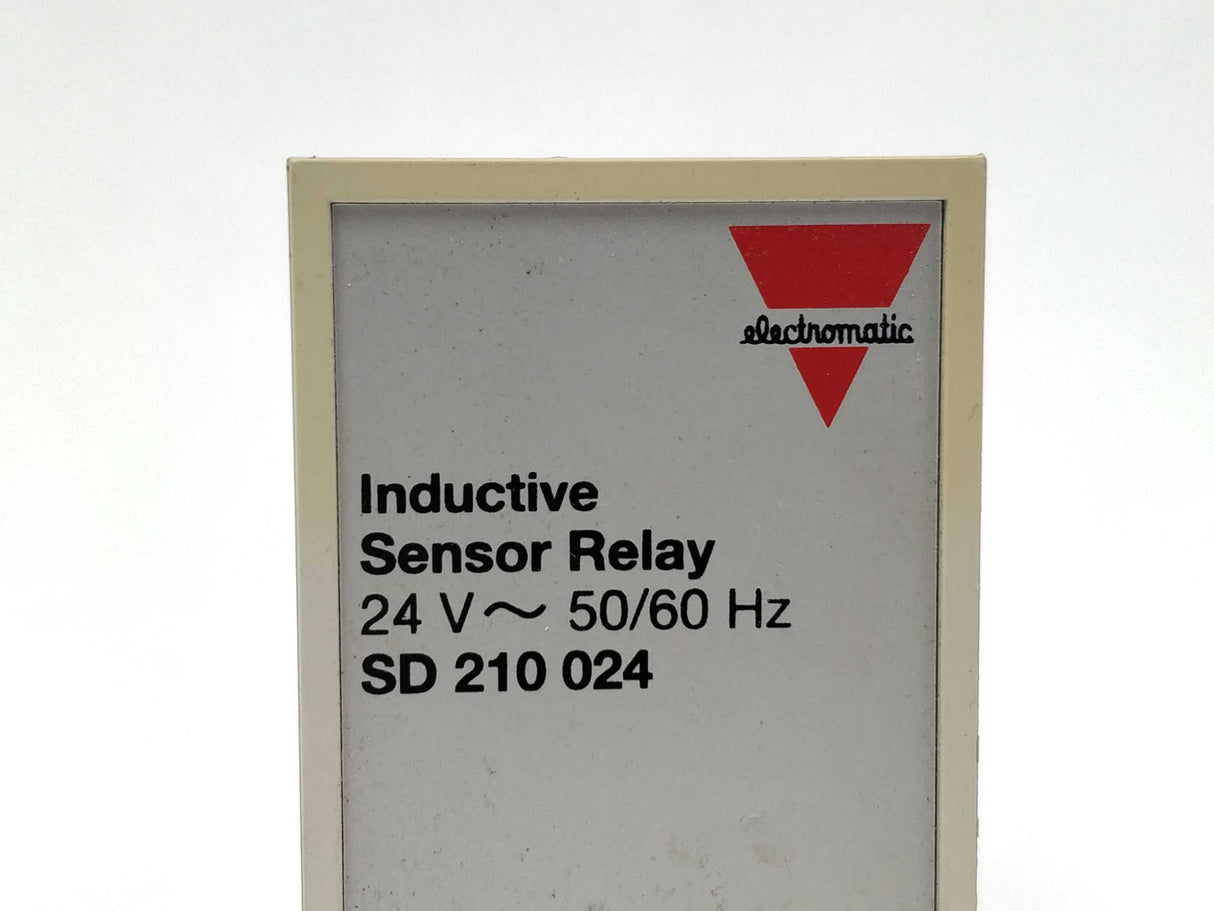 electromatic
Inductive
Sensor Relay
24 V~ 50/60 Hz
SD 210 024